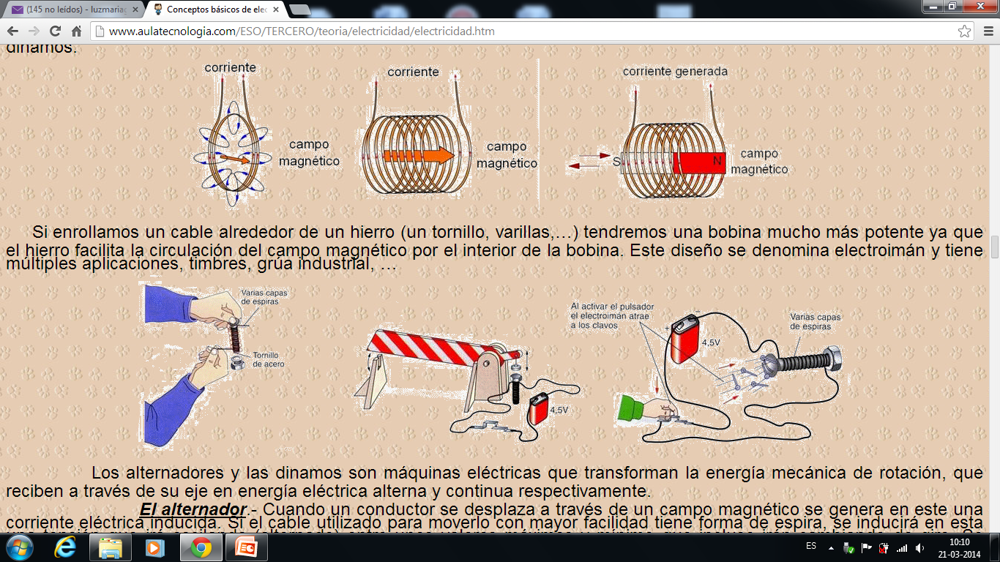 (145 no leídos) - luzmaria
Conceptos básicos de ele
www.aulatecnologia.com/ESO/TERCERO/teoria/electricidad/electricidad.htm
dinamos.
corriente
corriente
corriente generada
campo
magnético
campo
magnético
S
N
campo
magnético
Si enrollamos un cable alrededor de un hierro (un tornillo, varillas,…) tendremos una bobina mucho más potente ya que
el hierro facilita la circulación del campo magnético por el interior de la bobina. Este diseño se denomina electroimán y tiene
múltiples aplicaciones, timbres, grúa industrial, …
Varias capas
de espiras
Tornillo
de acero
4,5V
Al activar el pulsador
el electroimán atrae
a los clavos
+
–
4,5V
Varias capas
de espiras
Los alternadores y las dinamos son máquinas eléctricas que transforman la energía mecánica de rotación, que
reciben a través de su eje en energía eléctrica alterna y continua respectivamente.
El alternador.- Cuando un conductor se desplaza a través de un campo magnético se genera en este una
corriente eléctrica inducida. Si el cable utilizado para moverlo con mayor facilidad tiene forma de espira, se inducirá en esta
ES
10:10
21-03-2014